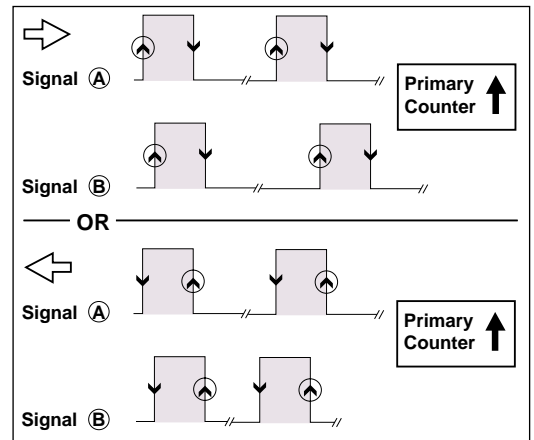 Signal A
Primary
Counter
Signal B
OR
Signal A
Primary
Counter
Signal B